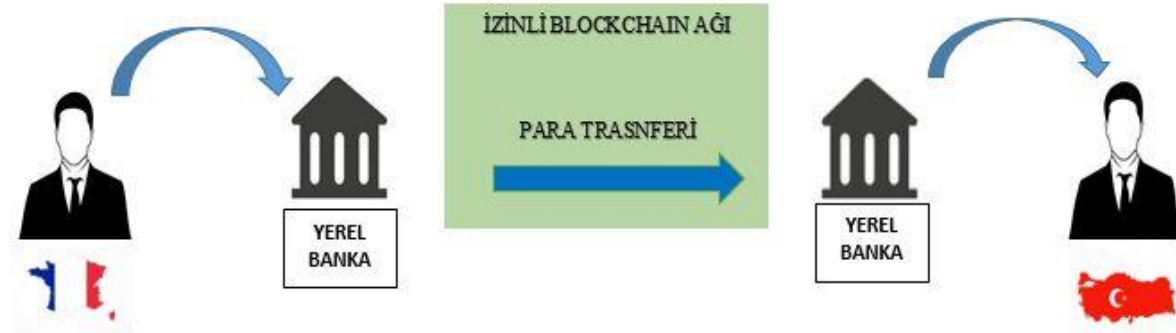 İZİNLİ BLOCKCHAIN AĞI
PARA TRASNFERİ
YEREL
BANKA
YEREL
BANKA